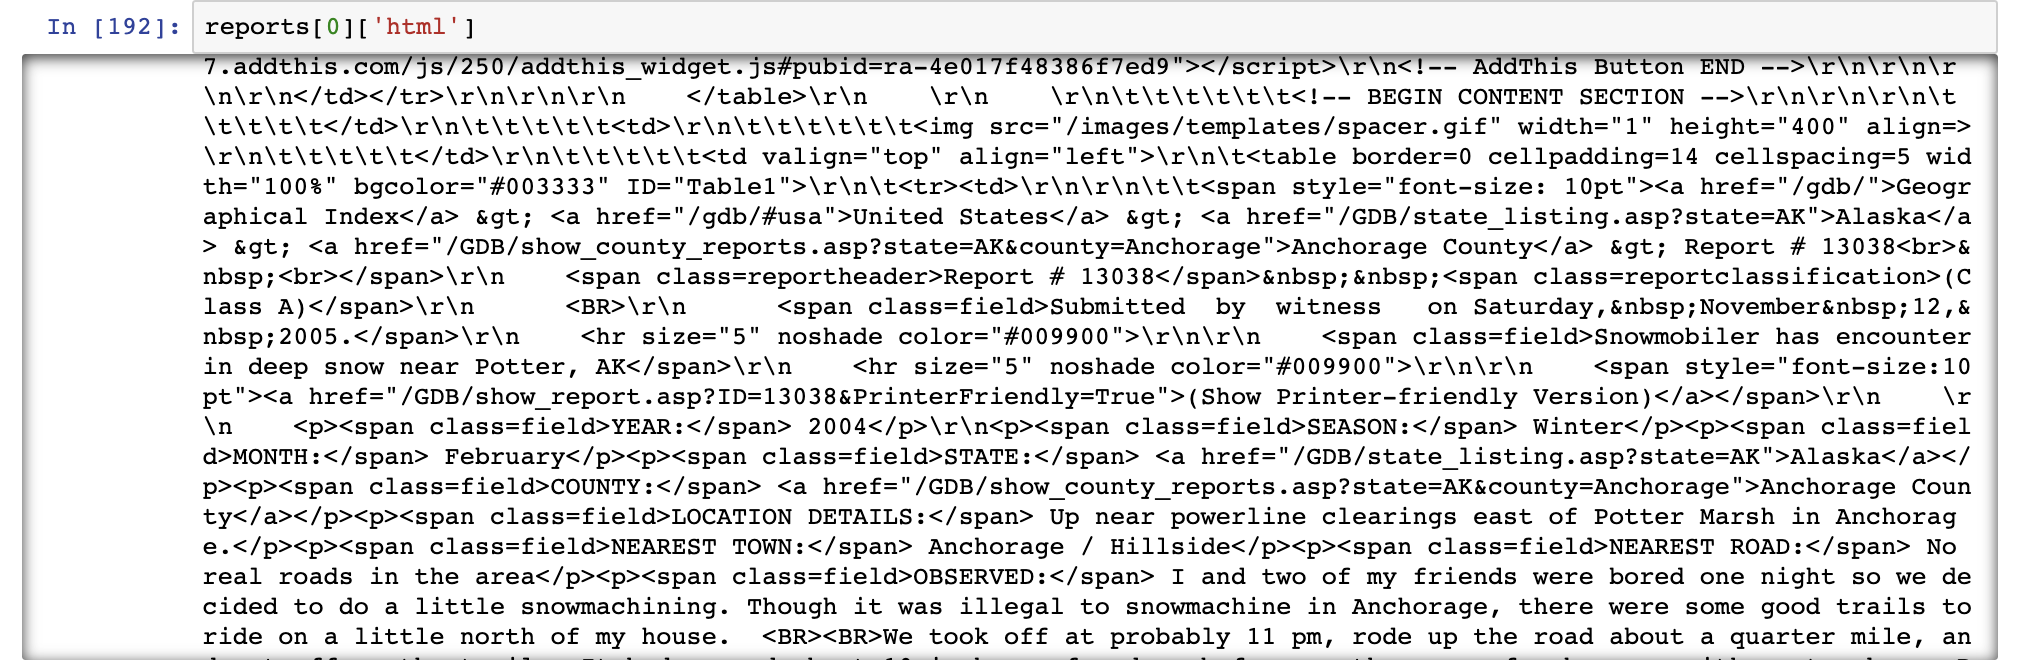 In [192]: reports[0]['html']
7.addthis.com/js/250/addthis_widget.js#pubid=ra-4e017f48386f7ed9"></script>\r\n<!-- AddThis Button END -->\r\n\r\n\r
\n\r\n</td></tr>\r\n\r\n\r\n    </table>\r\n    \r\n    \r\n\t\t\t\t\t\t<!-- BEGIN CONTENT SECTION -->\r\n\r\n\r\n\t
\t\t\t\t</td>\r\n\t\t\t\t\t<td>\r\n\t\t\t\t\t\t<img src="/images/templates/spacer.gif" width="1" height="400" align=>
\r\n\t\t\t\t\t</td>\r\n\t\t\t\t\t<td valign="top" align="left">\r\n\t<table border=0 cellpadding=14 cellspacing=5 wid
th="100%" bgcolor="#003333" ID="Table1">\r\n\t<tr><td>\r\n\r\n\t\t<span style="font-size: 10pt"><a href="/gdb/">Geogr
aphical Index</a> &gt; <a href="/gdb/#usa">United States</a> &gt; <a href="/GDB/state_listing.asp?state=AK">Alaska</a
> &gt; <a href="/GDB/show_county_reports.asp?state=AK&county=Anchorage">Anchorage County</a> &gt; Report # 13038<br>&
nbsp;<br></span>\r\n    <span class=reportheader>Report # 13038</span>&nbsp;&nbsp;<span class=reportclassification>(C
lass A)</span>\r\n      <BR>\r\n      <span class=field>Submitted  by  witness   on Saturday,&nbsp;November&nbsp;12,&
nbsp;2005.</span>\r\n    <hr size="5" noshade color="#009900">\r\n\r\n    <span class=field>Snowmobiler has encounter
in deep snow near Potter, AK</span>\r\n    <hr size="5" noshade color="#009900">\r\n\r\n    <span style="font-size:10
pt"><a href="/GDB/show_report.asp?ID=13038&PrinterFriendly=True">(Show Printer-friendly Version)</a></span>\r\n    \r
\n    <p><span class=field>YEAR:</span> 2004</p>\r\n<p><span class=field>SEASON:</span> Winter</p><p><span class=fiel
d>MONTH:</span> February</p><p><span class=field>STATE:</span> <a href="/GDB/state_listing.asp?state=AK">Alaska</a></
p><p><span class=field>COUNTY:</span> <a href="/GDB/show_county_reports.asp?state=AK&county=Anchorage">Anchorage Coun
ty</a></p><p><span class=field>LOCATION DETAILS:</span> Up near powerline clearings east of Potter Marsh in Anchorag
e.</p><p><span class=field>NEAREST TOWN:</span> Anchorage / Hillside</p><p><span class=field>NEAREST ROAD:</span> No
real roads in the area</p><p><span class=field>OBSERVED:</span> I and two of my friends were bored one night so we de
cided to do a little snowmachining. Though it was illegal to snowmachine in Anchorage, there were some good trails to
ride on a little north of my house.  <BR><BR>We took off at probably 11 pm, rode up the road about a quarter mile, an